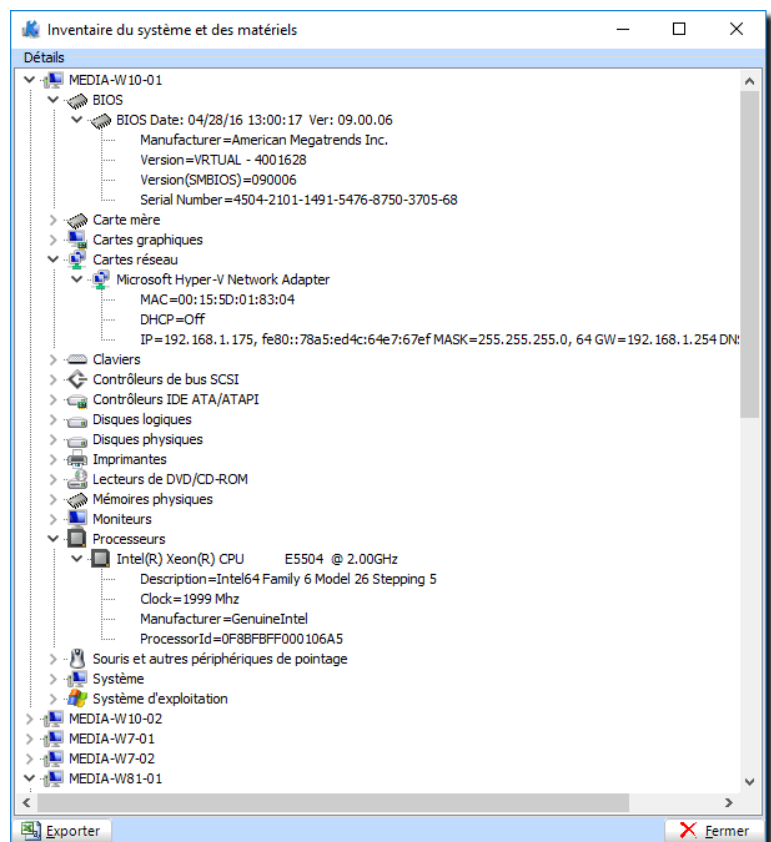 Inventaire du système et des matériels
Détails
MEDIA-W10-01
BIOS
BIOS Date: 04/28/16 13:00:17 Ver: 09.00.06
Manufacturer=American Megatrends Inc.
Version=VRTUAL - 4001628
Version(SMBIOS)=090006
Serial Number=4504-2101-1491-5476-8750-3705-68
Carte mère
Cartes graphiques
Cartes réseau
Microsoft Hyper-V Network Adapter
MAC=00:15:5D:01:83:04
DHCP=Off
IP=192.168.1.175, fe80::78a5:ed4c:64e7:67ef MASK=255.255.255.0, 64 GW=192.168.1.254 DNS
Claviers
Contrôleurs de bus SCSI
Contrôleurs IDE ATA/ATAPI
Disques logiques
Disques physiques
Imprimantes
Lecteurs de DVD/CD-ROM
Mémoires physiques
Moniteurs
Processeurs
Intel(R) Xeon(R) CPU E5504 @ 2.00GHz
Description=Intel64 Family 6 Model 26 Stepping 5
Clock=1999 Mhz
Manufacturer=GenuineIntel
ProcessorId=0F8BFBFF000106A5
Souris et autres périphériques de pointage
Système
Système d'exploitation
MEDIA-W10-02
MEDIA-W7-01
MEDIA-W7-02
MEDIA-W81-01
Exporter
Fermer